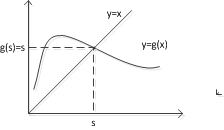 y=x
g(s)=s
y=g(x)
s